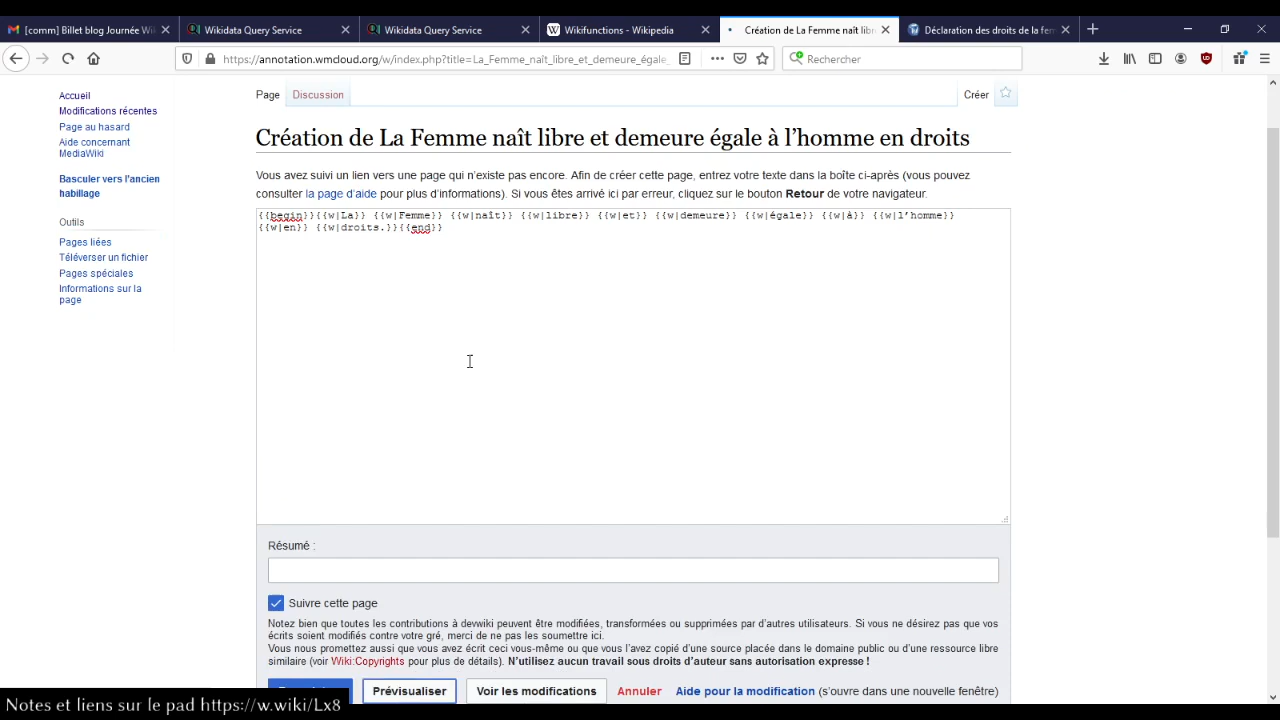 [comm] Billet blog Journée Wi
Wikidata Query Service
Wikidata Query Service
Wikifunctions - Wikipedia
Création de La Femme naît libr
Déclaration des droits de la fem
https://annotation.wmcloud.org/w/index.php?title=La_Femme_naît_libre_et_demeure_égale_
Rechercher
Accueil
Modifications récentes
Page au hasard
Aide concernant
MediaWiki
Basculer vers l'ancien
habillage
Outils
Pages liées
Téléverser un fichier
Pages spéciales
Informations sur la
page
Page
Discussion
Créer
Création de La Femme naît libre et demeure égale à l’homme en droits
Vous avez suivi un lien vers une page qui n’existe pas encore. Afin de créer cette page, entrez votre texte dans la boîte ci-après (vous pouvez
consulter la page d’aide pour plus d’informations). Si vous êtes arrivé ici par erreur, cliquez sur le bouton Retour de votre navigateur.
{{begin}}{{w|La}} {{w|Femme}} {{w|naît}} {{w|libre}} {{w|et}} {{w|demeure}} {{w|égale}} {{w|à}} {{w|l’homme}}
{{w|en}} {{w|droits.}}{{end}}
Résumé :
Suivre cette page
Notez bien que toutes les contributions à devwiki peuvent être modifiées, transformées ou supprimées par d’autres utilisateurs. Si vous ne désirez pas que vos
écrits soient modifiés contre votre gré, merci de ne pas les soumettre ici.
Vous nous promettez aussi que vous avez écrit ceci vous-même ou que vous l’avez copié d’une source placée dans le domaine public ou d’une ressource libre
similaire (voir Wiki:Copyrights pour plus de détails). N’utilisez aucun travail sous droits d’auteur sans autorisation expresse !
Prévisualiser
Voir les modifications
Annuler
Aide pour la modification (s’ouvre dans une nouvelle fenêtre)
Notes et liens sur le pad https://w.wiki/Lx8